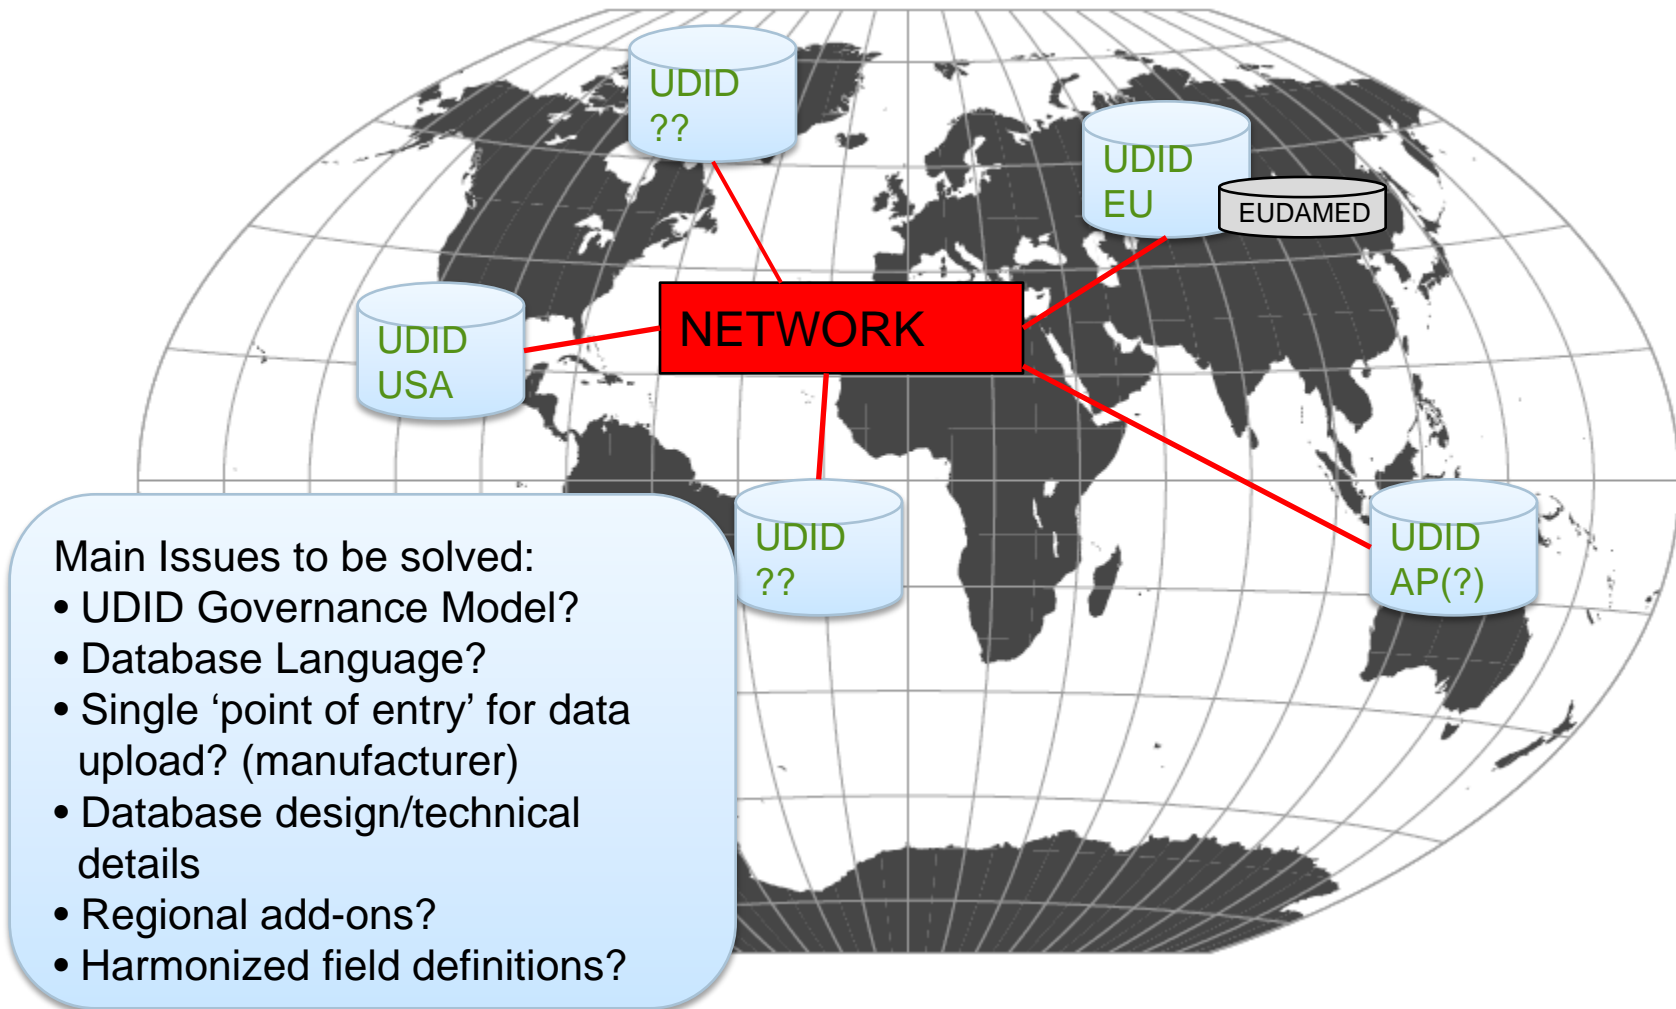 UDID
??
UDID
EU
EUDAMED
UDID
USA
NETWORK
UDID
??
UDID
AP(?)
Main Issues to be solved:
• UDID Governance Model?
• Database Language?
• Single ‘point of entry’ for data
upload? (manufacturer)
• Database design/technical
details
• Regional add-ons?
• Harmonized field definitions?